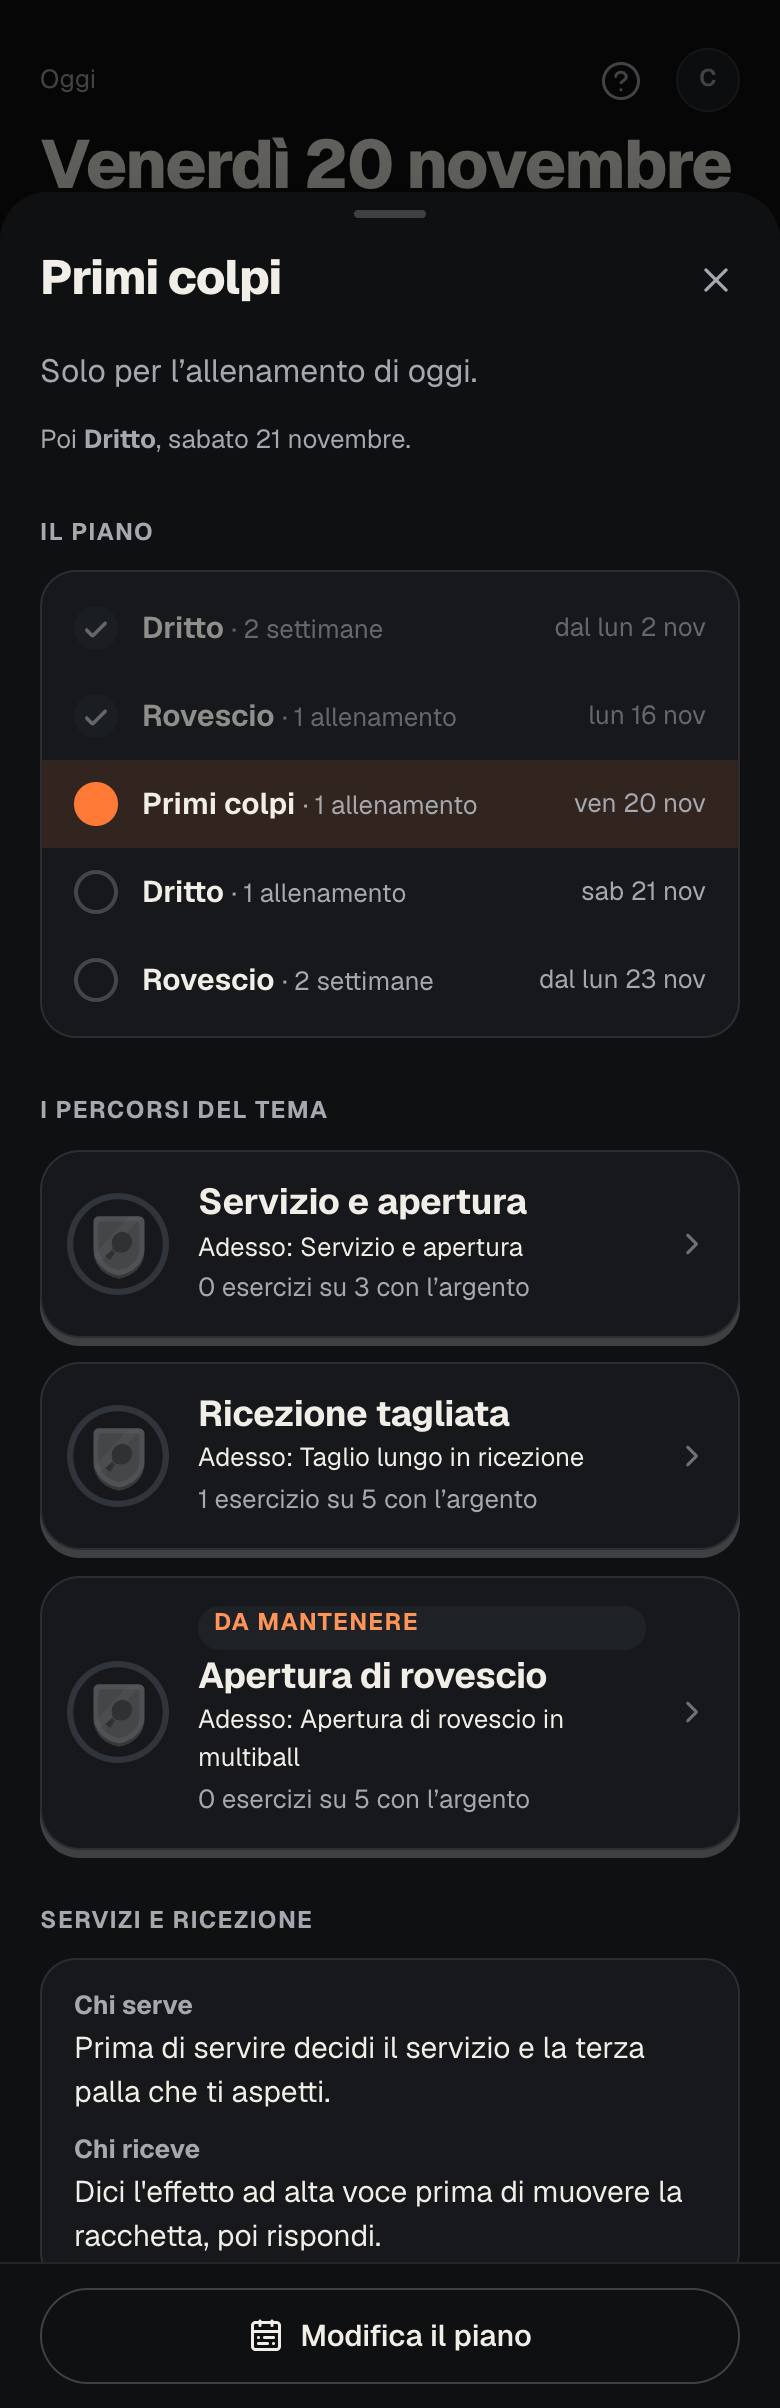 Oggi
C
Venerdì 20 novembre
Primi colpi
Solo per l’allenamento di oggi.
Poi Dritto, sabato 21 novembre.
IL PIANO
Dritto · 2 settimane dal lun 2 nov
Rovescio · 1 allenamento lun 16 nov
Primi colpi · 1 allenamento ven 20 nov
Dritto · 1 allenamento sab 21 nov
Rovescio · 2 settimane dal lun 23 nov
I PERCORSI DEL TEMA
Servizio e apertura
Adesso: Servizio e apertura
0 esercizi su 3 con l’argento
Ricezione tagliata
Adesso: Taglio lungo in ricezione
1 esercizio su 5 con l’argento
DA MANTENERE
Apertura di rovescio
Adesso: Apertura di rovescio in
multiball
0 esercizi su 5 con l’argento
SERVIZI E RICEZIONE
Chi serve
Prima di servire decidi il servizio e la terza
palla che ti aspetti.
Chi riceve
Dici l'effetto ad alta voce prima di muovere la
racchetta, poi rispondi.
Modifica il piano